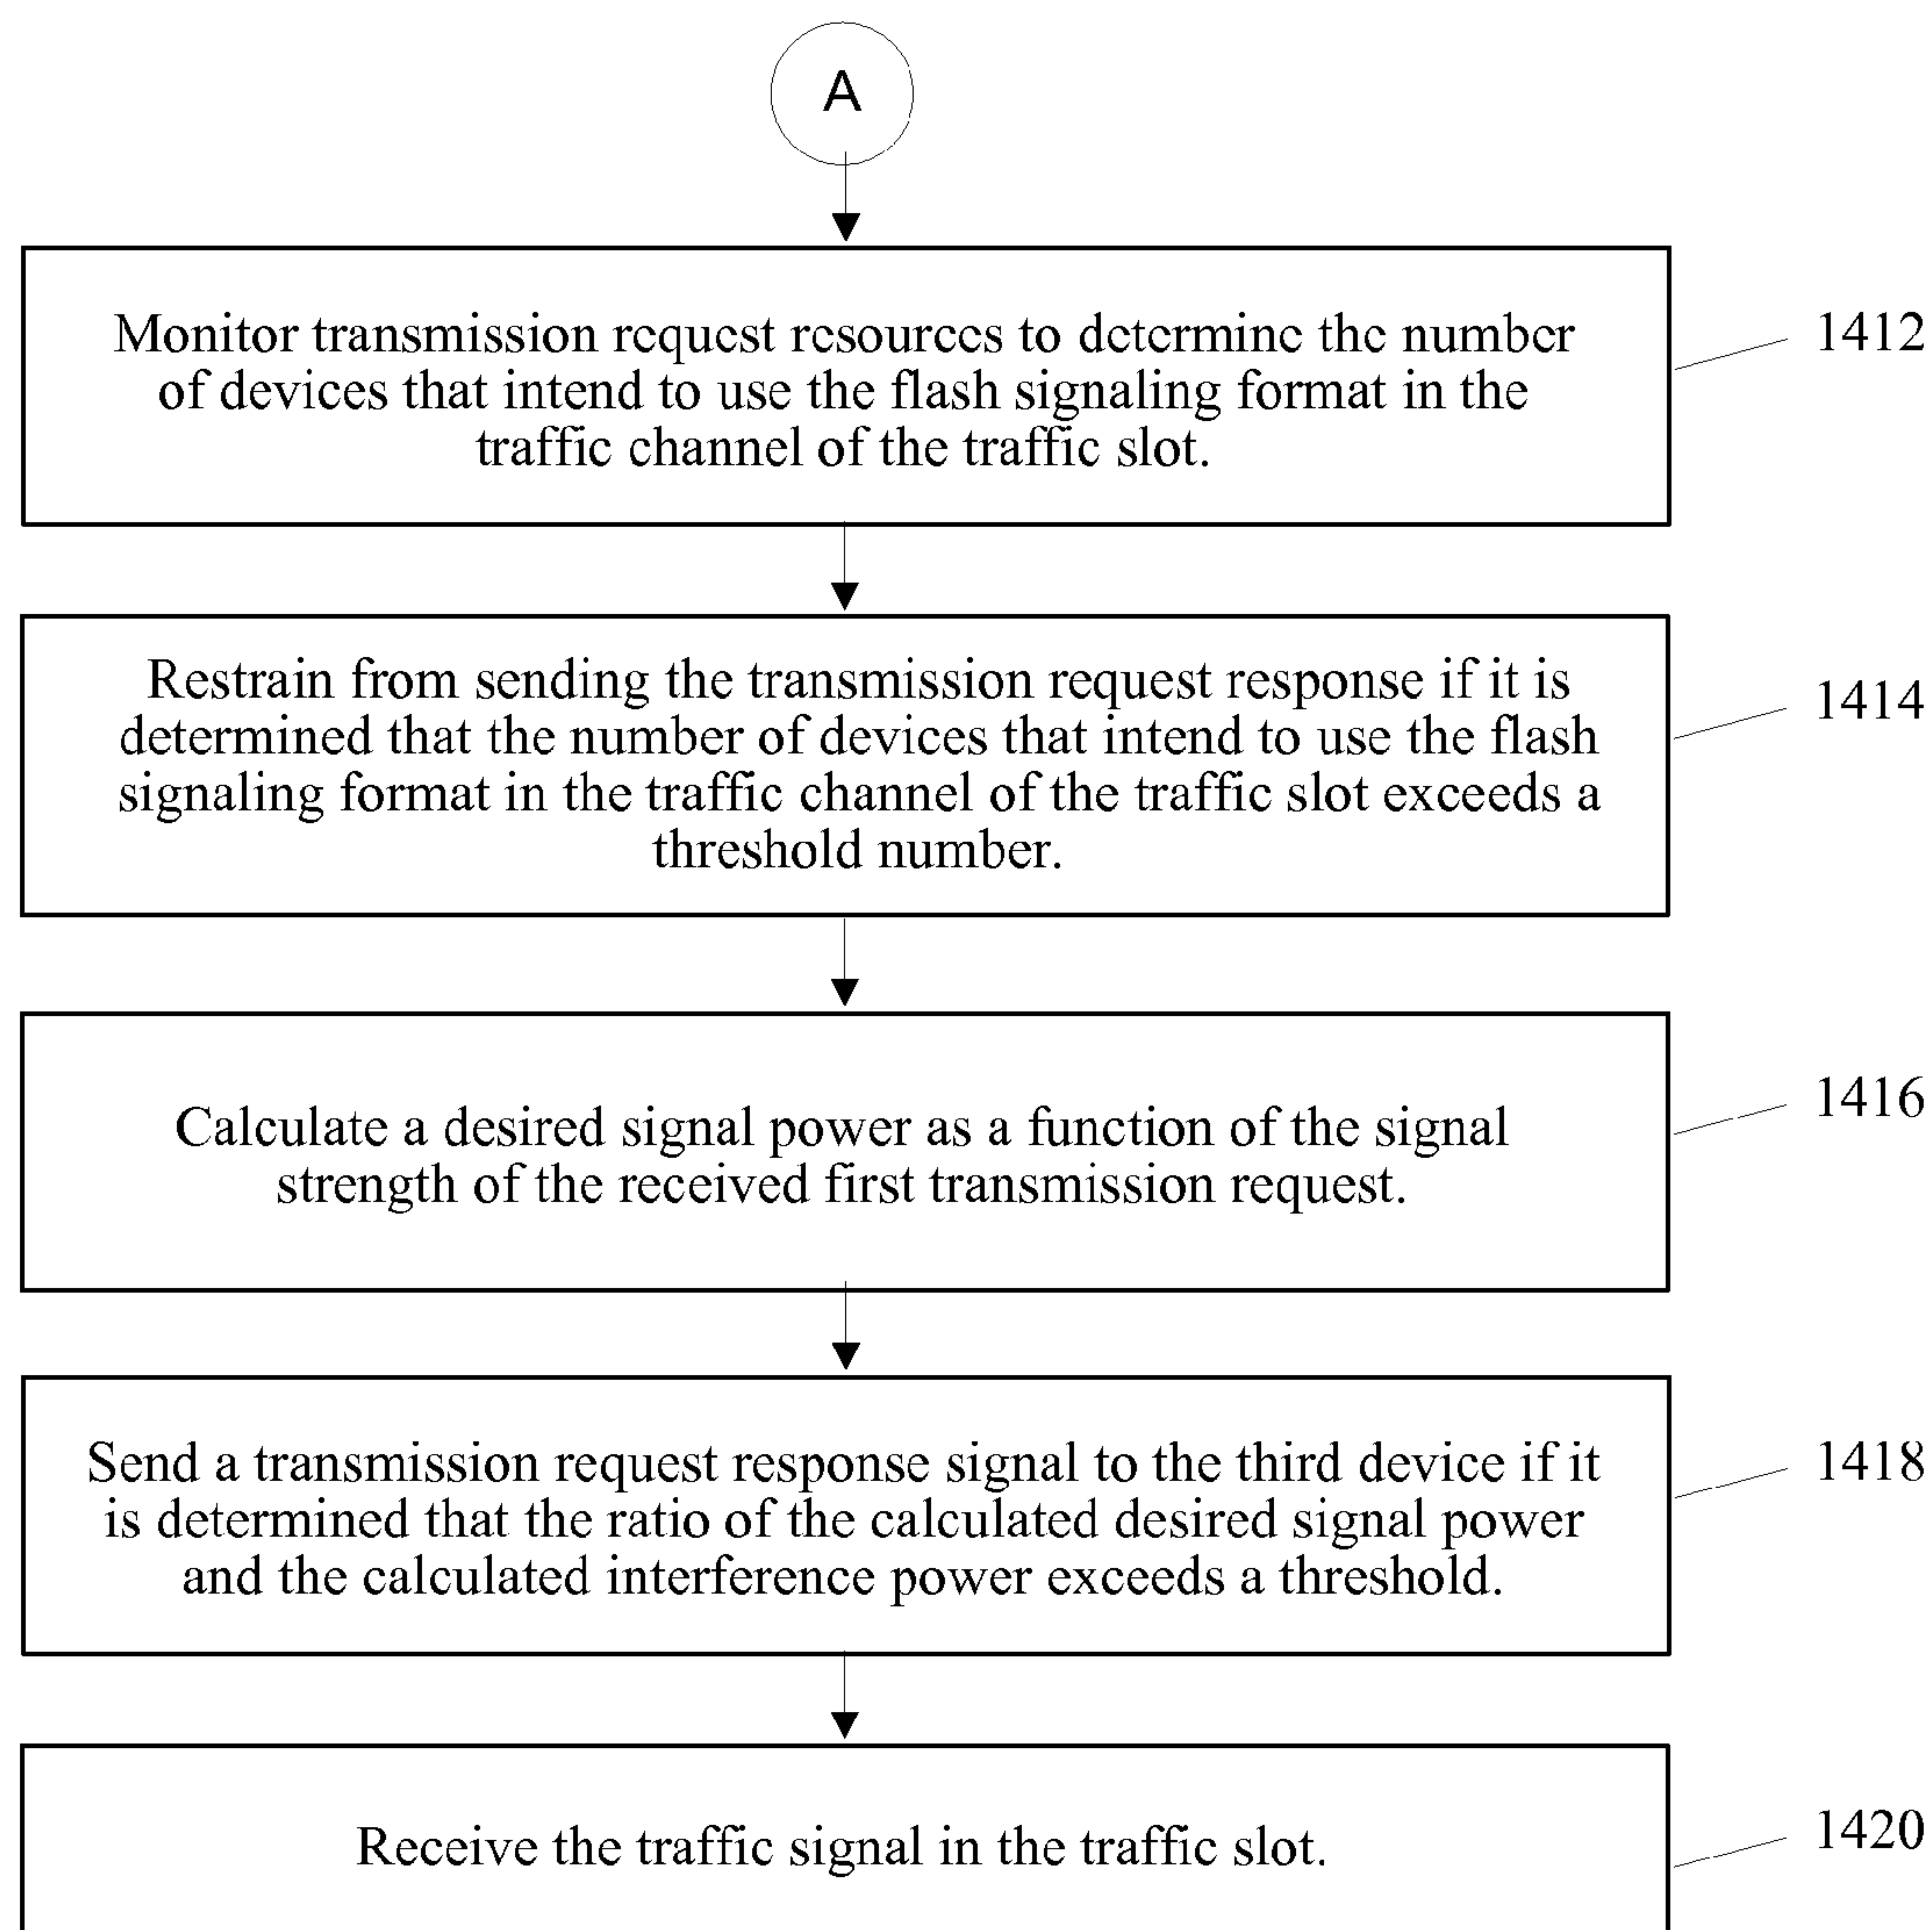 A
Monitor transmission request resources to determine the number
of devices that intend to use the flash signaling format in the
traffic channel of the traffic slot.
1412
Restrain from sending the transmission request response if it is
determined that the number of devices that intend to use the flash
signaling format in the traffic channel of the traffic slot exceeds a
threshold number.
1414
Calculate a desired signal power as a function of the signal
strength of the received first transmission request.
1416
Send a transmission request response signal to the third device if it
is determined that the ratio of the calculated desired signal power
and the calculated interference power exceeds a threshold.
1418
Receive the traffic signal in the traffic slot.
1420